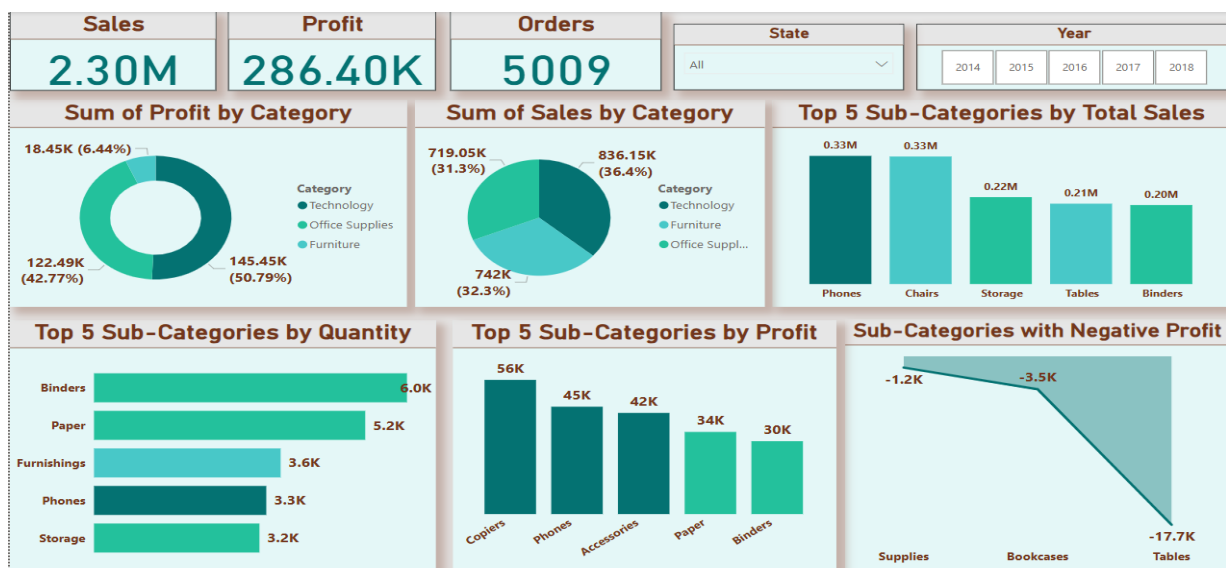 Sales
2.30M
Profit
286.40K
Orders
5009
State
All
Year
2014 2015 2016 2017 2018
Sum of Profit by Category
18.45K (6.44%)
122.49K
(42.77%)
145.45K
(50.79%)
Category
Technology
Office Supplies
Furniture
Sum of Sales by Category
719.05K
(31.3%)
836.15K
(36.4%)
742K
(32.3%)
Category
Technology
Furniture
Office Suppl...
Top 5 Sub-Categories by Total Sales
0.33M 0.33M 0.22M 0.21M 0.20M
Phones Chairs Storage Tables Binders
Top 5 Sub-Categories by Quantity
Binders 6.0K
Paper 5.2K
Furnishings 3.6K
Phones 3.3K
Storage 3.2K
Top 5 Sub-Categories by Profit
56K 45K 42K 34K 30K
Copiers Phones Accessories Paper Binders
Sub-Categories with Negative Profit
-1.2K -3.5K -17.7K
Supplies Bookcases Tables